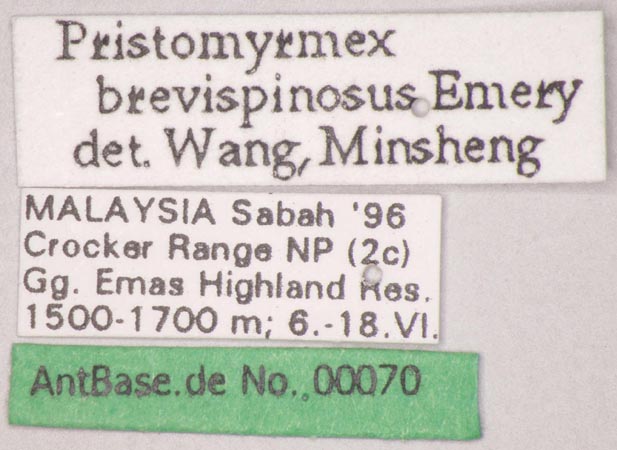 Pristomyrmex
brevispinosus Emery
det. Wang, Minsheng
MALAYSIA Sabah '96
Crocker Range NP (2c)
Gg. Emas Highland Res.
1500-1700 m; 6.-18.VI.
AntBase.de No. 00070